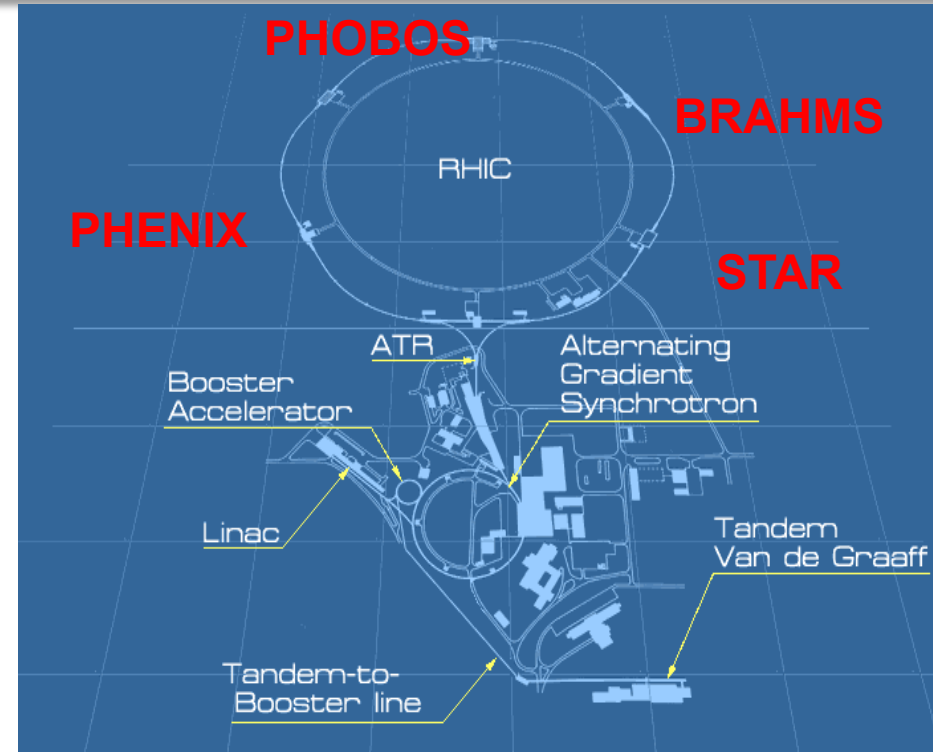 PHOBOS
BRAHMS
RHIC
PHENIX
STAR
ATR
Alternating
Gradient
Synchrotron
Booster
Accelerator
Linac
Tandem
Van de Graaff
Tandem-to-
Booster line